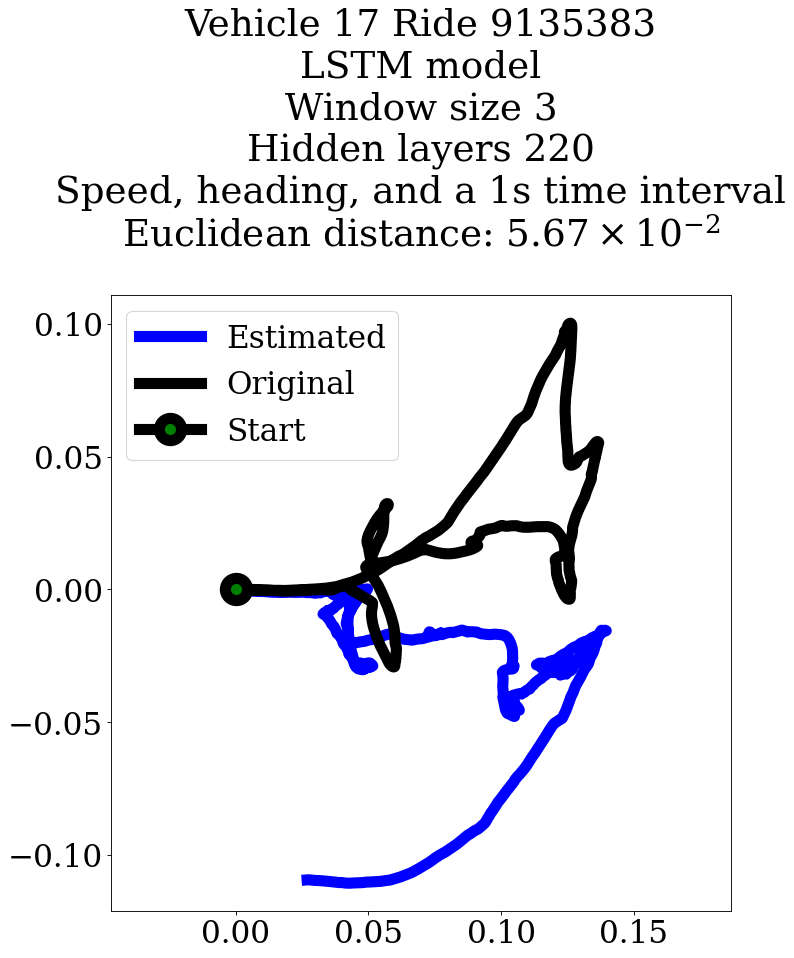 Vehicle 17 Ride 9135383
LSTM model
Window size 3
Hidden layers 220
Speed, heading, and a 1s time interval
Euclidean distance: 5.67 × 10⁻²
Estimated
Original
Start
0.10
0.05
0.00
−0.05
−0.10
0.00 0.05 0.10 0.15